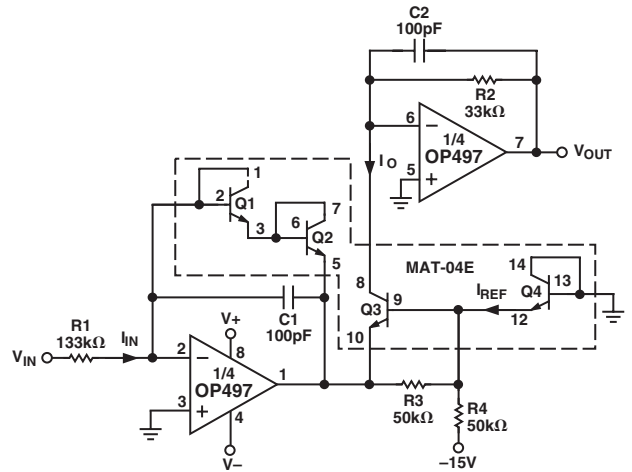 C2
100pF
R2
33kΩ
6
−
1/4
OP497
7
VOUT
5
+
IO
1
2
Q1
3
7
6
Q2
5
MAT-04E
8
Q3
9
10
14
13
Q4
IREF
12
C1
100pF
R1
133kΩ
IIN
VIN
V+
8
2
−
1/4
OP497
1
3
+
4
V−
R3
50kΩ
R4
50kΩ
−15V